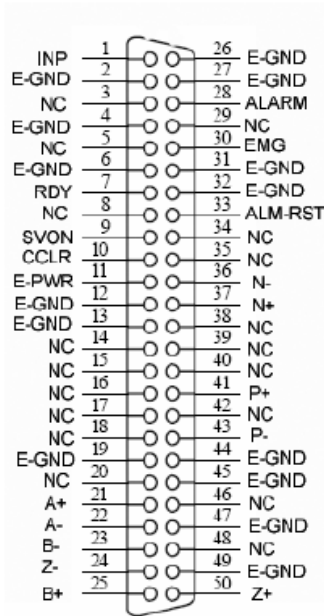 INP 1 26 E-GND
E-GND 2 27 E-GND
NC 3 28 ALARM
E-GND 4 29 NC
NC 5 30 EMG
E-GND 6 31 E-GND
RDY 7 32 E-GND
NC 8 33 ALM-RST
SVON 9 34 NC
CCLR 10 35 NC
E-PWR 11 36 N-
E-GND 12 37 N+
E-GND 13 38 NC
NC 14 39 NC
NC 15 40 NC
NC 16 41 P+
NC 17 42 NC
NC 18 43 P-
E-GND 19 44 E-GND
NC 20 45 E-GND
A+ 21 46 NC
A- 22 47 E-GND
B- 23 48 NC
Z- 24 49 E-GND
B+ 25 50 Z+